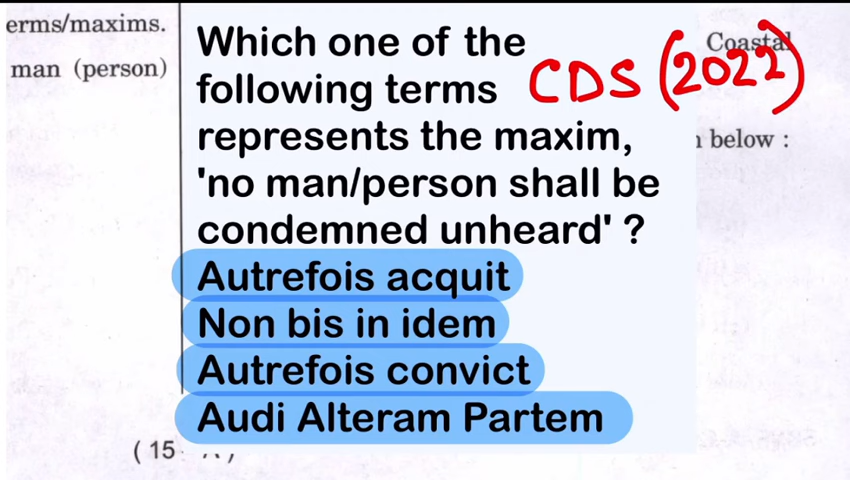 erms/maxims.
man (person)
Which one of the
following terms
represents the maxim,
'no man/person shall be
condemned unheard' ?
Autrefois acquit
Non bis in idem
Autrefois convict
Audi Alteram Partem
CDS (2022)
Coastal
below :
( 15